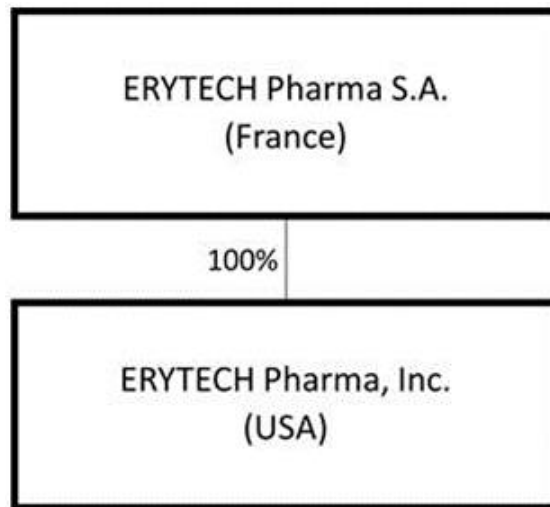 ERYTECH Pharma S.A.
(France)
100%
ERYTECH Pharma, Inc.
(USA)